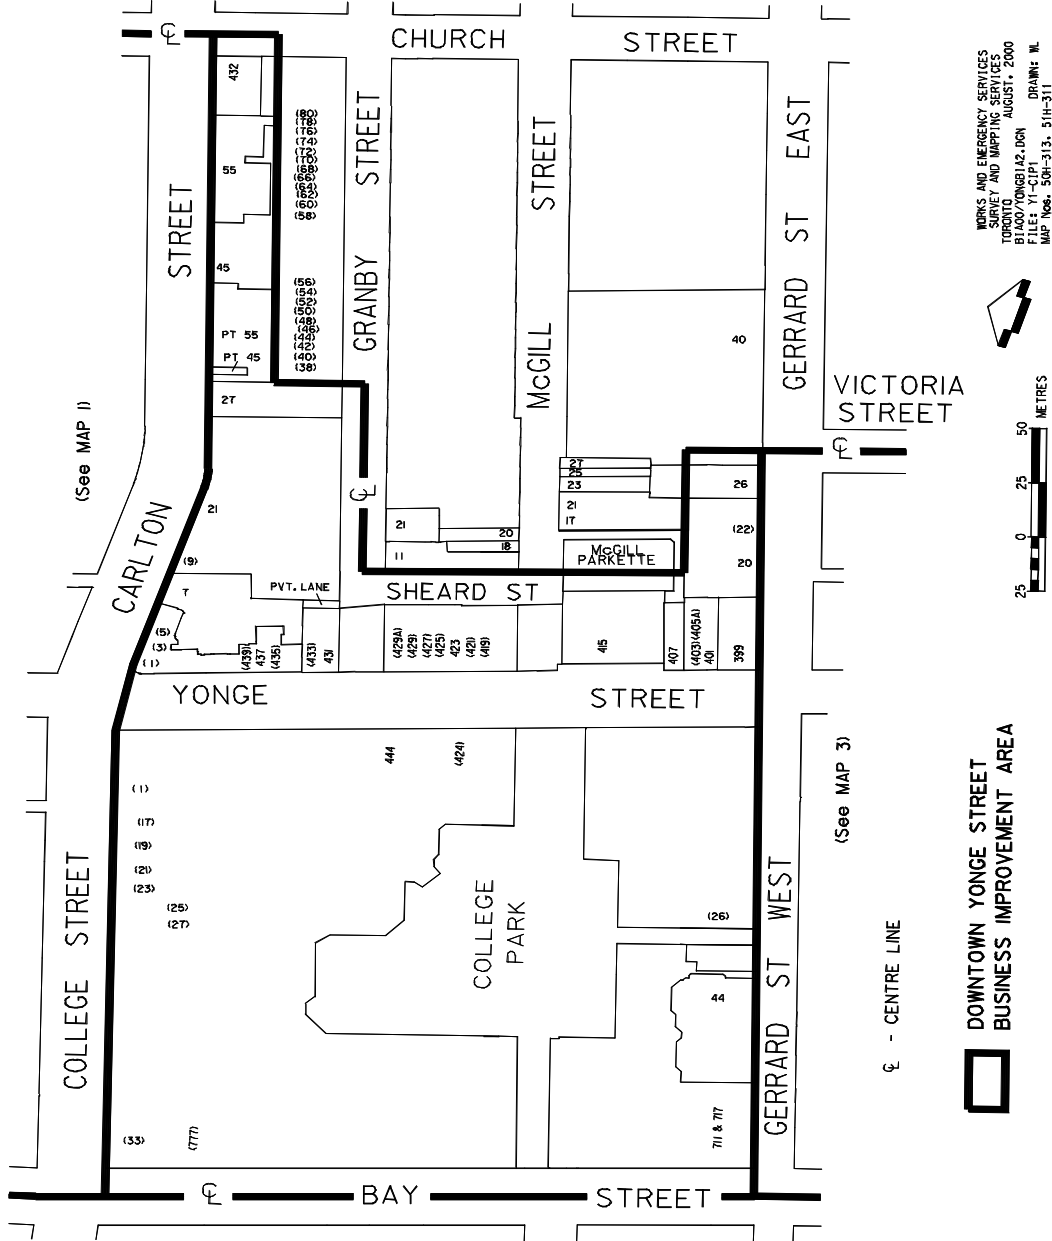 ℄
CHURCH STREET
WORKS AND EMERGENCY SERVICES
SURVEY AND MAPPING SERVICES
TORONTO AUGUST, 2000
BIA00/YONGBIA2.DGN
FILE: Y1-CIP1 DRAWN: WL
MAP Nos. 50H-313, 51H-311
432
(80)
(78)
(76)
(74)
(72)
(70)
(68)
(66)
(64)
(62)
(60)
(58)
55
45
(56)
(54)
(52)
(50)
(48)
(46)
(44)
(42)
(40)
(38)
PT 55
PT 45
27
STREET
GRANBY STREET
McGILL STREET
GERRARD ST EAST
40
VICTORIA
STREET
℄
METRES
50
25
0
25
(See MAP 1)
CARLTON
21
(9)
7
(5)
(3)
(1)
PVT. LANE
℄
21
11
20
18
27
25
23
21
17
26
(22)
20
McGILL
PARKETTE
SHEARD ST
(439)
437
(435)
(433)
431
(429A)
(429)
(427)
(425)
423
(421)
(419)
415
407
(403)(405A)
401
399
YONGE STREET
444
(424)
(1)
(17)
(19)
(21)
(23)
(25)
(27)
COLLEGE STREET
COLLEGE
PARK
(26)
44
711 & 717
(33)
(777)
GERRARD ST WEST
(See MAP 3)
℄ - CENTRE LINE
DOWNTOWN YONGE STREET
BUSINESS IMPROVEMENT AREA
℄
BAY STREET